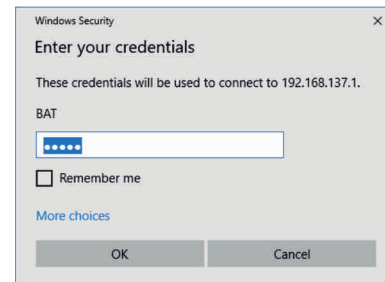 Windows Security
Enter your credentials
These credentials will be used to connect to 192.168.137.1.
BAT
•••••
Remember me
More choices
OK
Cancel